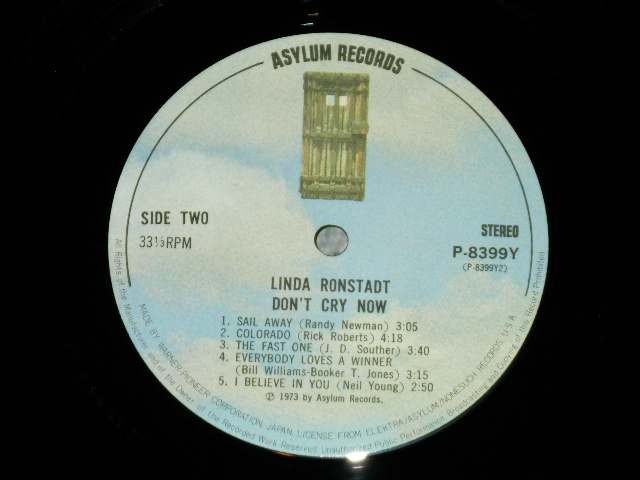 ASYLUM RECORDS
SIDE TWO
33⅓RPM
STEREO
P-8399Y
(P-8399Y2)
LINDA RONSTADT
DON'T CRY NOW
1. SAIL AWAY (Randy Newman) 3:05
2. COLORADO (Rick Roberts) 4:18
3. THE FAST ONE (J. D. Souther) 3:40
4. EVERYBODY LOVES A WINNER
(Bill Williams-Booker T. Jones) 3:15
5. I BELIEVE IN YOU (Neil Young) 2:50
Ⓟ 1973 by Asylum Records.
MADE BY WARNER-PIONEER CORPORATION, JAPAN, LICENSE FROM ELEKTRA/ASYLUM/NONESUCH RECORDS, U.S.A.
All Rights of the Manufacturer and of the Owner of the Recorded Work Reserved Unauthorized Public Performance Broadcasting and Copying of this Record Prohibited